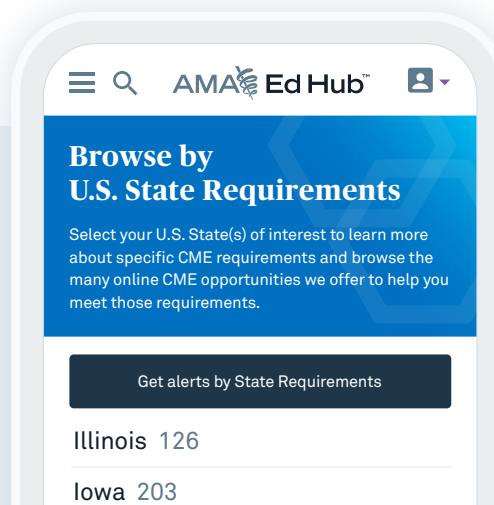 AMA Ed Hub™
Browse by
U.S. State Requirements
Select your U.S. State(s) of interest to learn more
about specific CME requirements and browse the
many online CME opportunities we offer to help you
meet those requirements.
Get alerts by State Requirements
Illinois 126
Iowa 203